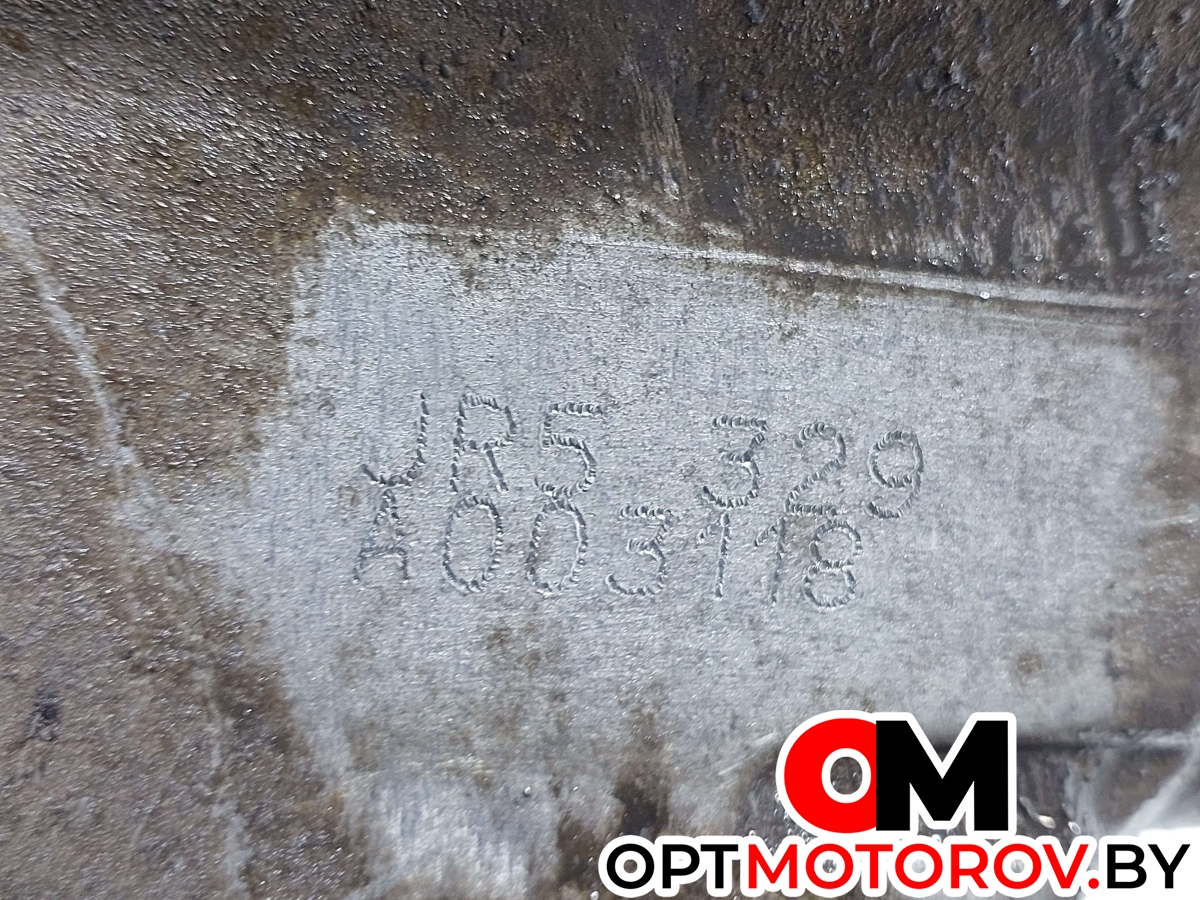 JR5 329
A003118
OM
OPTMOTOROV.BY